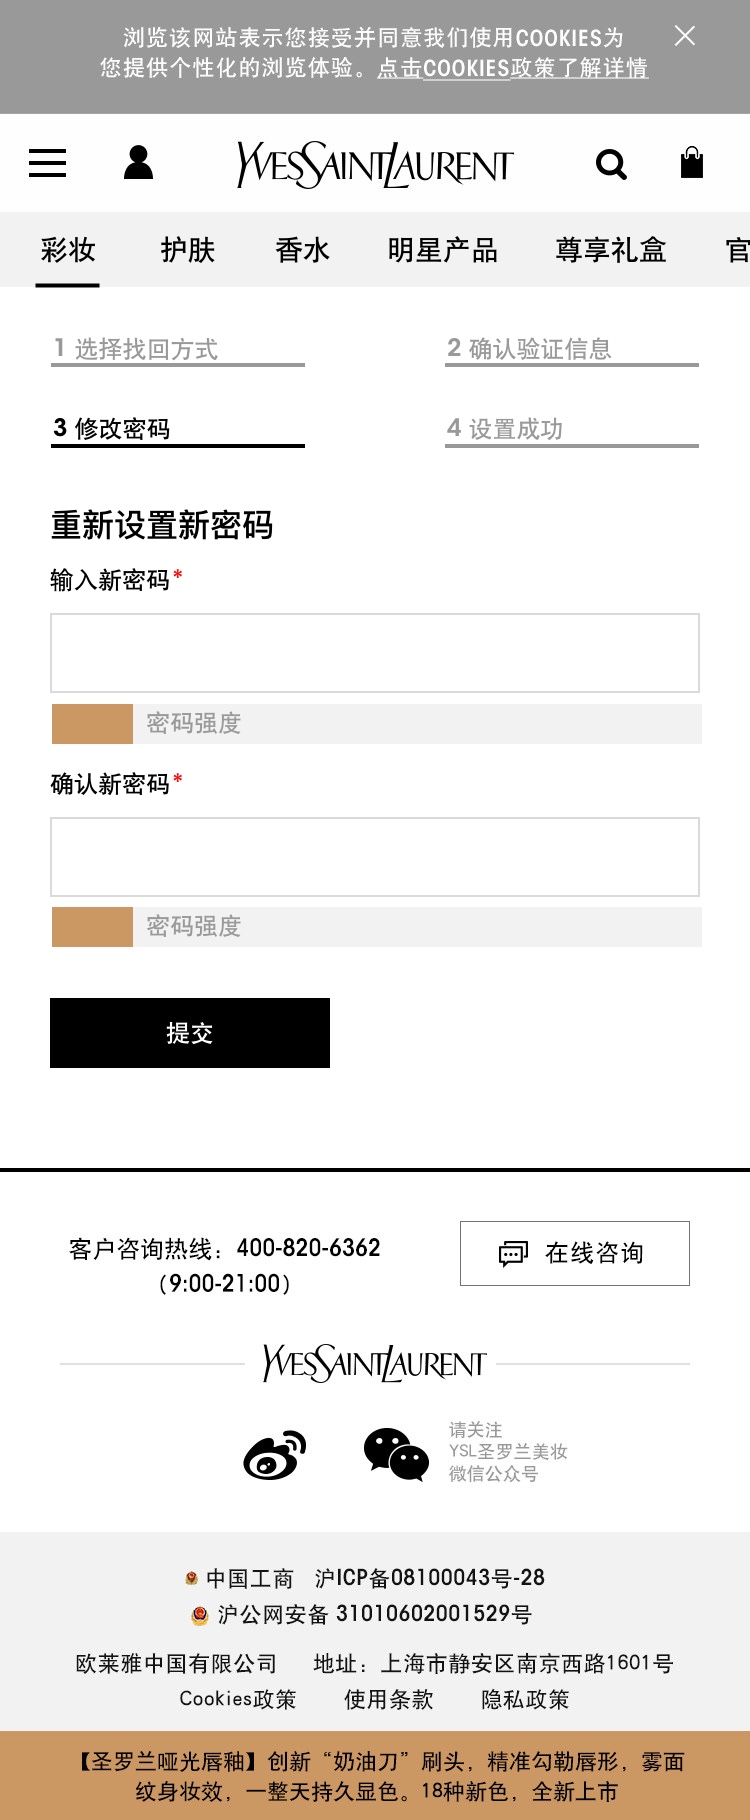 浏览该网站表示您接受并同意我们使用COOKIES为
您提供个性化的浏览体验。点击COOKIES政策了解详情
YVESSAINTLAURENT
彩妆 护肤 香水 明星产品 尊享礼盒 官
1 选择找回方式 2 确认验证信息
3 修改密码 4 设置成功
重新设置新密码
输入新密码*
密码强度
确认新密码*
密码强度
提交
客户咨询热线：400-820-6362
（9:00-21:00）
在线咨询
YVESSAINTLAURENT
请关注
YSL圣罗兰美妆
微信公众号
中国工商 沪ICP备08100043号-28
沪公网安备 31010602001529号
欧莱雅中国有限公司 地址：上海市静安区南京西路1601号
Cookies政策 使用条款 隐私政策
【圣罗兰哑光唇釉】创新“奶油刀”刷头，精准勾勒唇形，雾面
纹身妆效，一整天持久显色。18种新色，全新上市